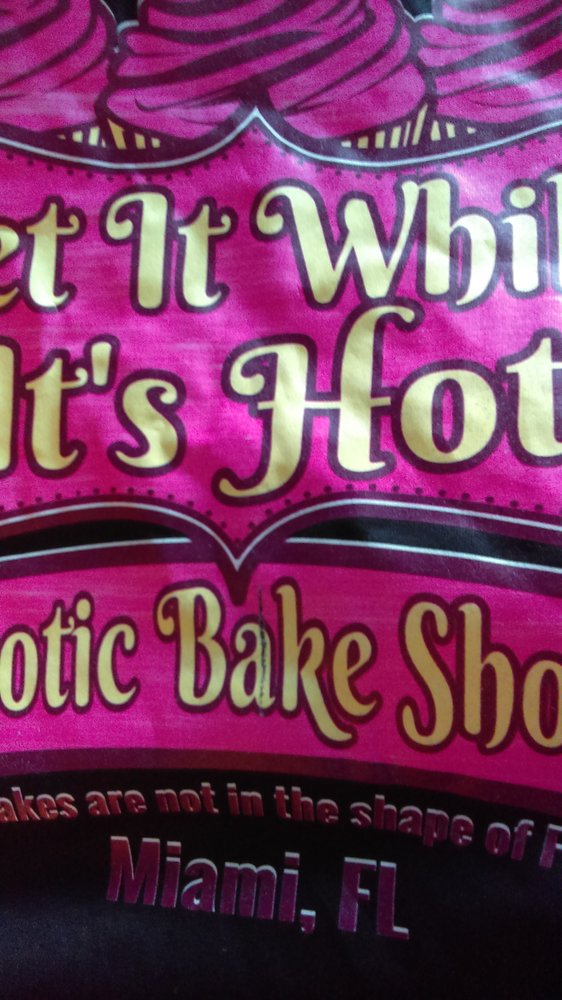 et It Whil
It's Hot
otic Bake Sho
akes are not in the shape of F
Miami, FL